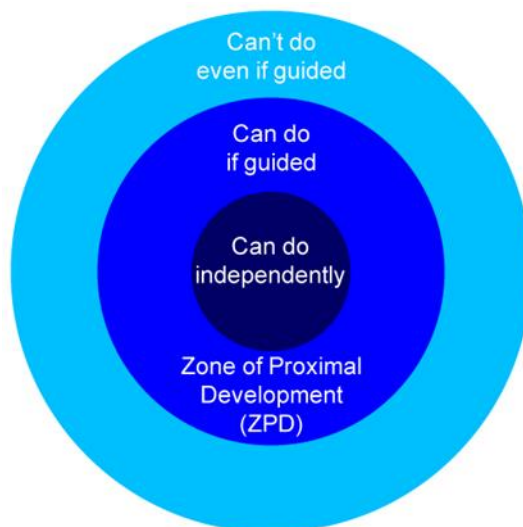 Can't do
even if guided
Can do
if guided
Can do
independently
Zone of Proximal
Development
(ZPD)